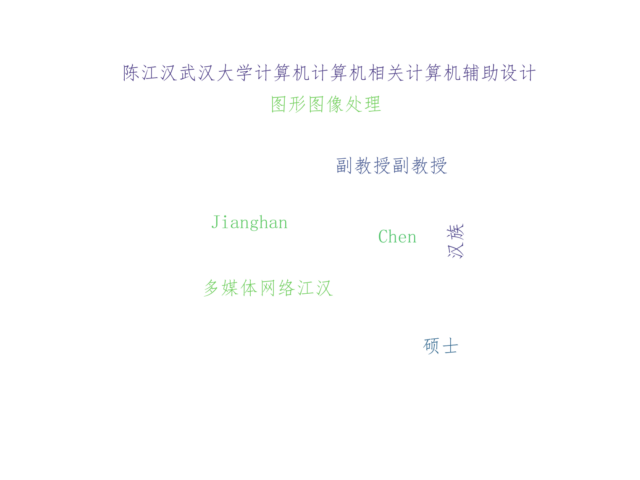 陈江汉武汉大学计算机计算机相关计算机辅助设计
图形图像处理
副教授副教授
Jianghan
Chen
汉族
多媒体网络江汉
硕士